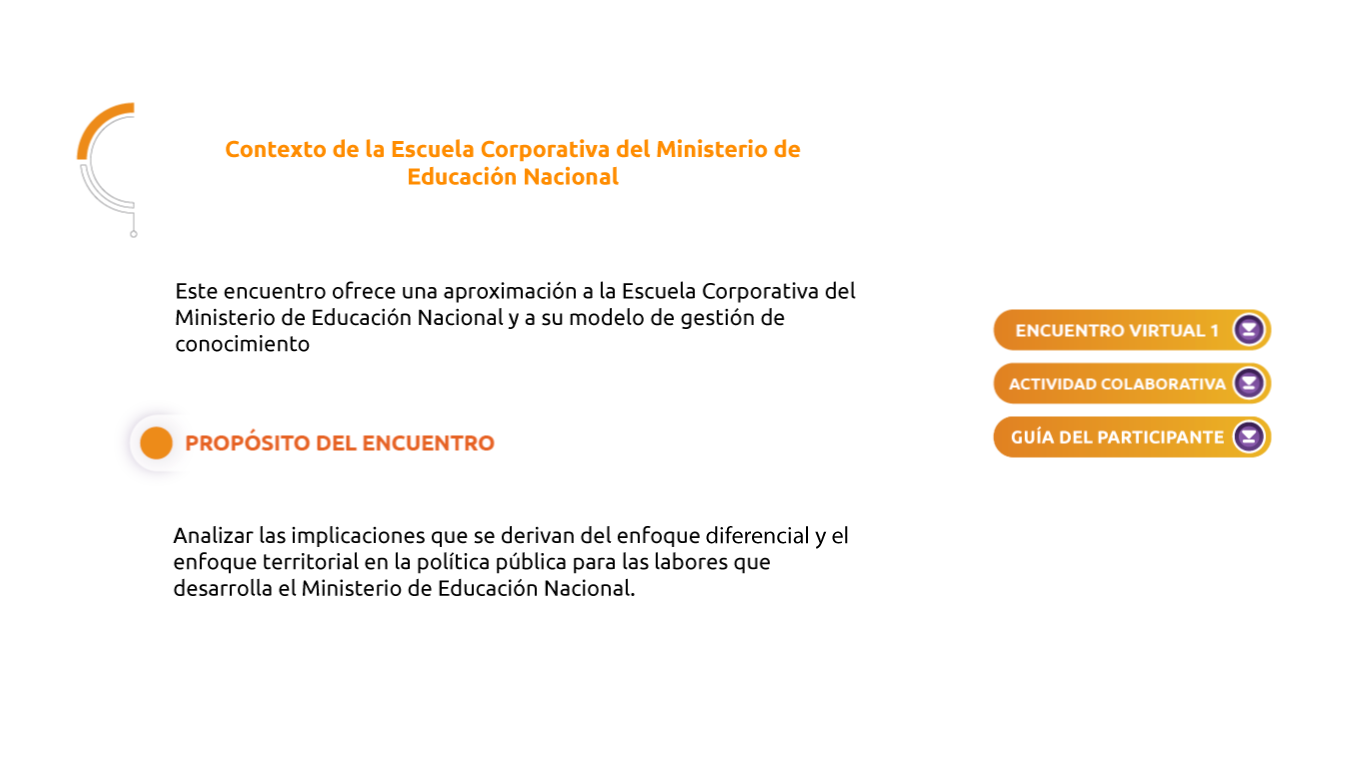 Contexto de la Escuela Corporativa del Ministerio de
Educación Nacional
Este encuentro ofrece una aproximación a la Escuela Corporativa del
Ministerio de Educación Nacional y a su modelo de gestión de
conocimiento
PROPÓSITO DEL ENCUENTRO
Analizar las implicaciones que se derivan del enfoque diferencial y el
enfoque territorial en la política pública para las labores que
desarrolla el Ministerio de Educación Nacional.
ENCUENTRO VIRTUAL 1
ACTIVIDAD COLABORATIVA
GUÍA DEL PARTICIPANTE